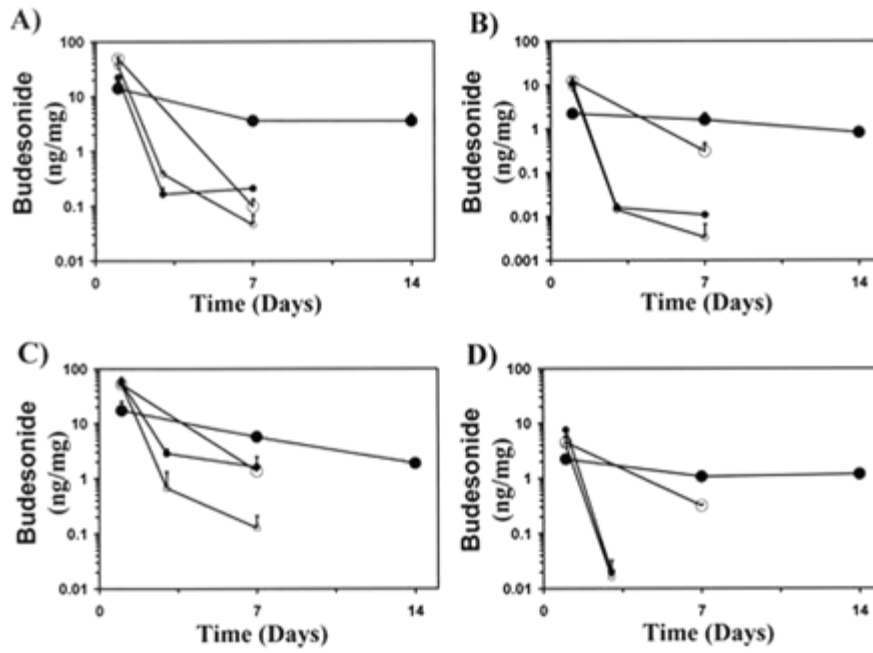 A)
100
10
1
0.1
0.01
Budesonide
(ng/mg)
0
7
14
Time (Days)
B)
100
10
1
0.1
0.01
0.001
Budesonide
(ng/mg)
0
7
14
Time (Days)
C)
100
10
1
0.1
0.01
Budesonide
(ng/mg)
0
7
14
Time (Days)
D)
100
10
1
0.1
0.01
Budesonide
(ng/mg)
0
7
14
Time (Days)